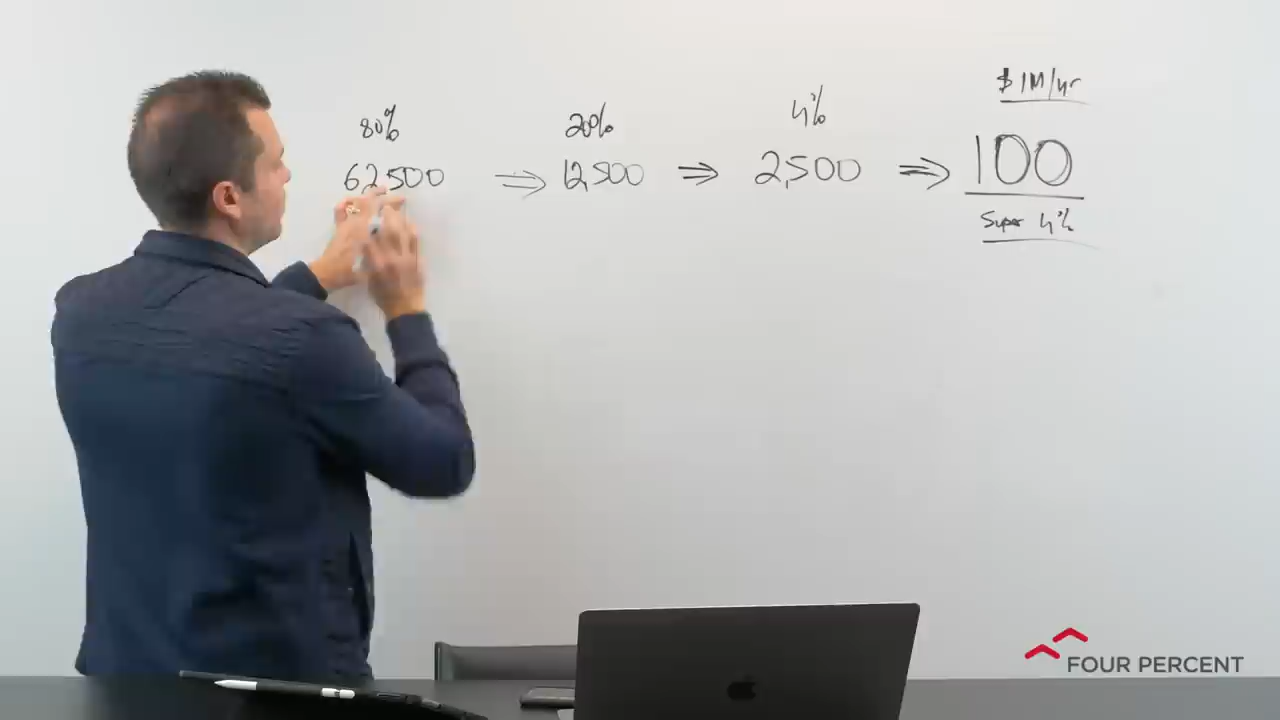 $1M/yr
80% 20% 4%
62,500 ⇒ 12,500 ⇒ 2,500 ⇒ 100
Super 4%
FOUR PERCENT